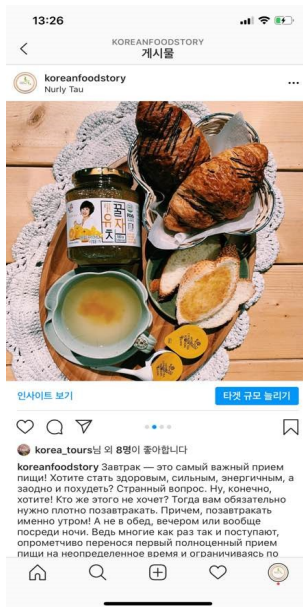 13:26
KOREANFOODSTORY
게시물
koreanfoodstory
Nurly Tau
꿀
유자
차
인사이트 보기
타겟 규모 늘리기
korea_tours님 외 8명이 좋아합니다
koreanfoodstory Завтрак — это самый важный прием
пищи! Хотите стать здоровым, сильным, энергичным, а
заодно и похудеть? Странный вопрос. Ну, конечно,
хотите! Кто же этого не хочет? Тогда вам обязательно
нужно плотно позавтракать. Причем, позавтракать
именно утром! А не в обед, вечером или вообще
посреди ночи. Ведь многие как раз так и поступают,
опрометчиво перенося первый полноценный прием
пищи на неопределенное время и ограничиваясь по